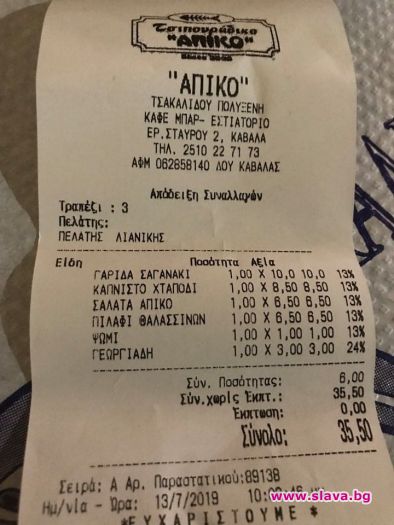 Τσιπουράδικο
"ΑΠΙΚΟ"
"ΑΠΙΚΟ"
ΤΣΑΚΑΛΙΔΟΥ ΠΟΛΥΞΕΝΗ
ΚΑΦΕ ΜΠΑΡ- ΕΣΤΙΑΤΟΡΙΟ
ΕΡ.ΣΤΑΥΡΟΥ 2, ΚΑΒΑΛΑ
ΤΗΛ. 2510 22 71 73
ΑΦΜ 062658140 ΔΟΥ ΚΑΒΑΛΑΣ
Απόδειξη Συναλλαγών
Τραπέζι : 3
Πελάτης:
ΠΕΛΑΤΗΣ ΛΙΑΝΙΚΗΣ
Είδη Ποσότητα Αξία
ΓΑΡΙΔΑ ΣΑΓΑΝΑΚΙ 1,00 X 10,0 10,0 13%
ΚΑΠΝΙΣΤΟ ΧΤΑΠΟΔΙ 1,00 X 8,50 8,50 13%
ΣΑΛΑΤΑ ΑΠΙΚΟ 1,00 X 6,50 6,50 13%
ΠΙΛΑΦΙ ΘΑΛΑΣΣΙΝΩΝ 1,00 X 6,50 6,50 13%
ΨΩΜΙ 1,00 X 1,00 1,00 13%
ΓΕΩΡΓΙΑΔΗ 1,00 X 3,00 3,00 24%
Σύν. Ποσότητας: 6,00
Σύν.χωρίς Έκπτ.: 35,50
Έκπτωση: 0,00
Σύνολο: 35,50
Σειρά: Α Αρ. Παραστατικού:89138
Ημ/νία - Ώρα: 13/7/2019
*ΕΥΧΑΡΙΣΤΟΥΜΕ*
www.slava.bg